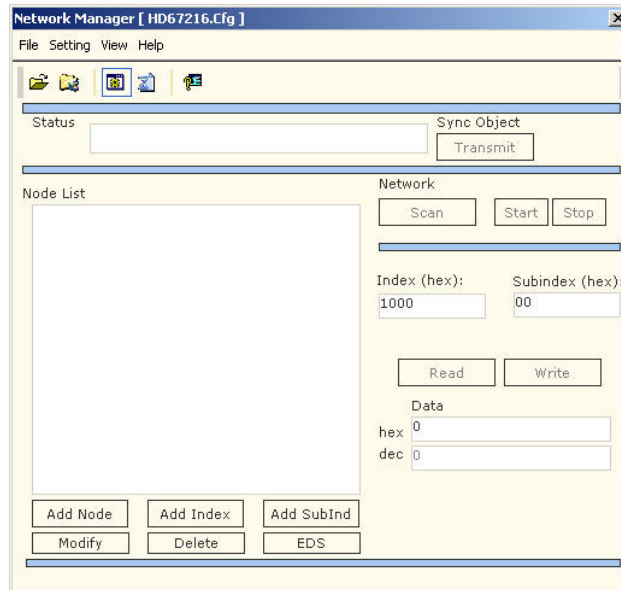 Network Manager [ HD67216.Cfg ]
File Setting View Help
Status
Sync Object
Transmit
Node List
Network
Scan Start Stop
Index (hex): Subindex (hex):
1000 00
Read Write
Data
hex 0
dec 0
Add Node Add Index Add SubInd
Modify Delete EDS